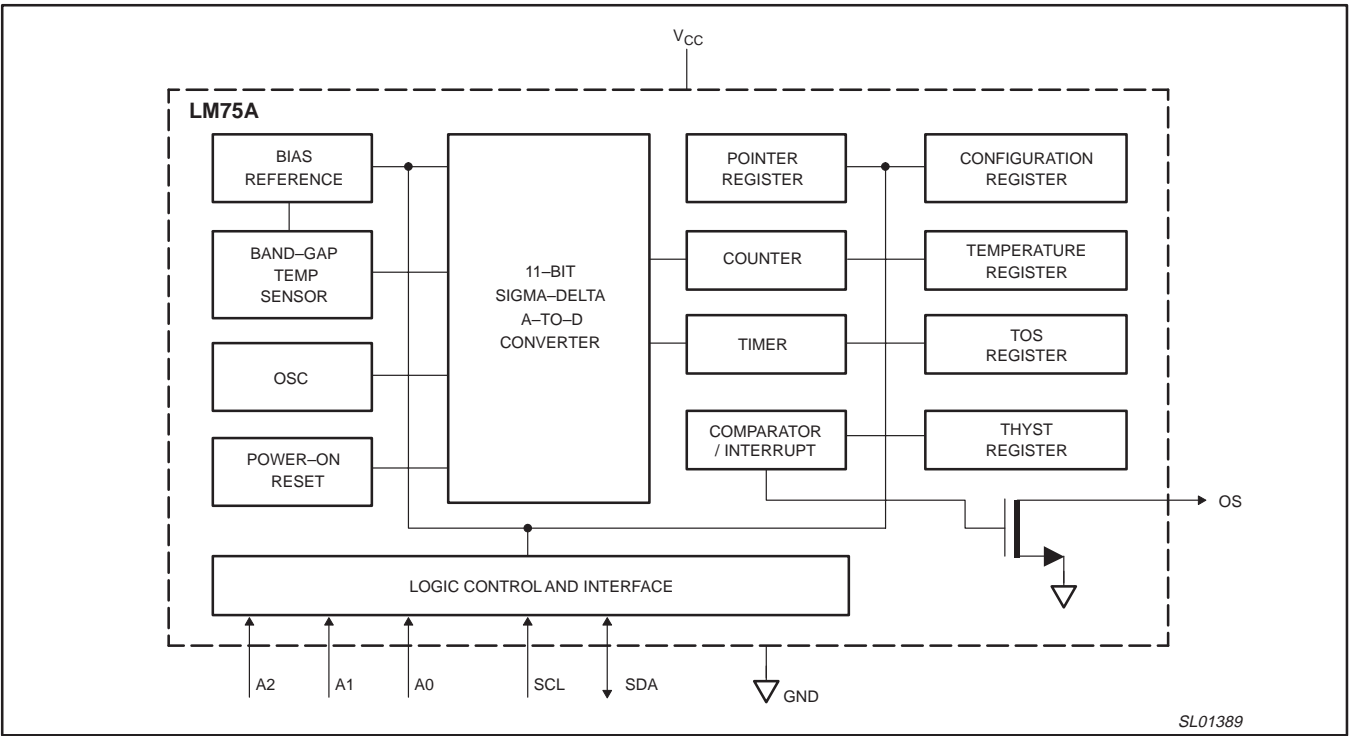 VCC
LM75A
BIAS
REFERENCE
BAND–GAP
TEMP
SENSOR
OSC
POWER–ON
RESET
11–BIT
SIGMA–DELTA
A–TO–D
CONVERTER
POINTER
REGISTER
COUNTER
TIMER
COMPARATOR
/ INTERRUPT
CONFIGURATION
REGISTER
TEMPERATURE
REGISTER
TOS
REGISTER
THYST
REGISTER
OS
LOGIC CONTROL AND INTERFACE
A2
A1
A0
SCL
SDA
GND
SL01389